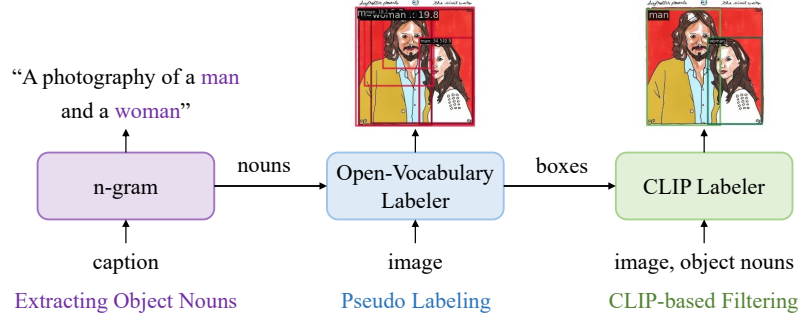 man
woman :: 19.8
woman
“A photography of a man
and a woman”
n-gram
nouns
Open-Vocabulary
Labeler
boxes
CLIP Labeler
caption
image
image, object nouns
Extracting Object Nouns
Pseudo Labeling
CLIP-based Filtering